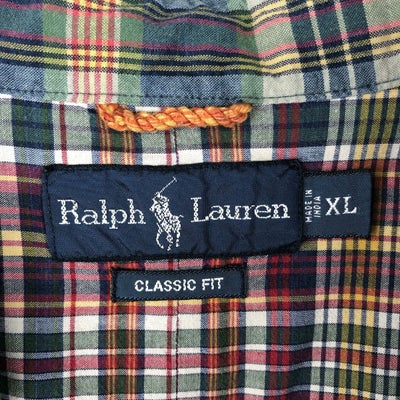 Ralph Lauren
MADE IN
INDIA
XL
CLASSIC FIT